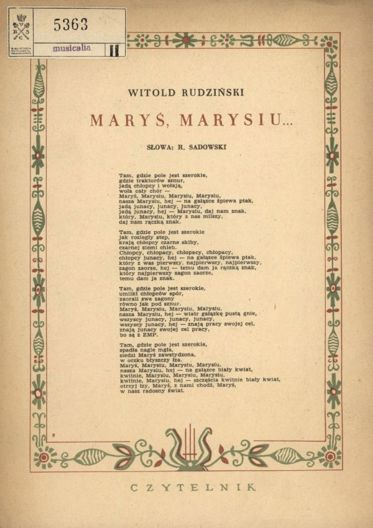 5363
musicalia
II
WITOLD RUDZIŃSKI
MARYŚ, MARYSIU...
SŁOWA: R. SADOWSKI
Tam, gdzie pole jest szerokie,
gdzie traktorów sznur,
jadą chłopcy i wołają,
woła cały chór —
Maryś, Marysiu, Marysiu, Marysiu,
nasza Marysiu, hej — na gałązce śpiewa ptak,
jadą junacy, junacy, junacy,
jadą junacy, hej — Marysiu, daj nam znak.
który, Marysiu, który z nas milszy,
daj nam rączką znak.
Tam, gdzie pole jest szerokie
jak rozległy step,
krają chłopcy czarne skiby,
czarnej ziemi chleb.
Chłopcy, chłopacy, chłopacy, chłopacy,
chłopcy junacy, hej — na gałązce śpiewa ptak,
który z was pierwszy, najpierwszy, najpierwszy,
zagon zaorze, hej — temu dam ja rączką znak,
który najpierwszy zagon zaorze,
temu dam ja znak.
Tam, gdzie pole jest szerokie,
umilkł chłopców spór,
zaorali swe zagony
równo jak pod sznur.
Maryś, Marysiu, Marysiu, Marysiu,
nasza Marysiu, hej — wiatr gałązkę pustą gnie,
wszyscy junacy, junacy, junacy,
wszyscy junacy, hej — znają pracy swojej cel,
znają junacy swojej cel pracy,
bo są z ZMP.
Tam, gdzie pole jest szerokie,
spadła nagle mgła,
siedzi Maryś zawstydzona,
w oczku błyszczy łza.
Maryś, Marysiu, Marysiu, Marysiu,
nasza Marysiu, hej — na gałązce biały kwiat,
kwitnie, Marysiu, Marysiu, Marysiu,
kwitnie, Marysiu, hej — szczęścia kwitnie biały kwiat,
otrzyj łzy, Maryś, z nami chodź, Maryś,
w nasz radosny świat.
CZYTELNIK